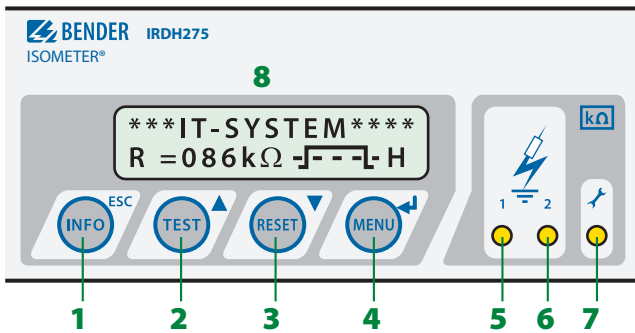 BENDER IRDH275
ISOMETER®
8
***IT-SYSTEM****
R =086kΩ H
kΩ
ESC
INFO
TEST
RESET
MENU
1 2
1 2 3 4 5 6 7